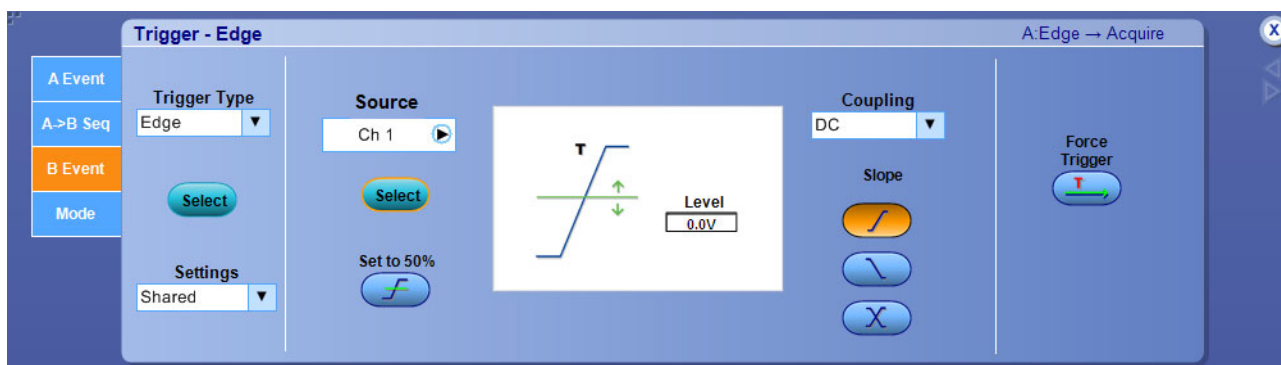 Trigger - Edge
A:Edge → Acquire
X
A Event
A->B Seq
B Event
Mode
Trigger Type
Edge
Select
Settings
Shared
Source
Ch 1
Select
Set to 50%
T
Level
0.0V
Coupling
DC
Slope
Force
Trigger
T